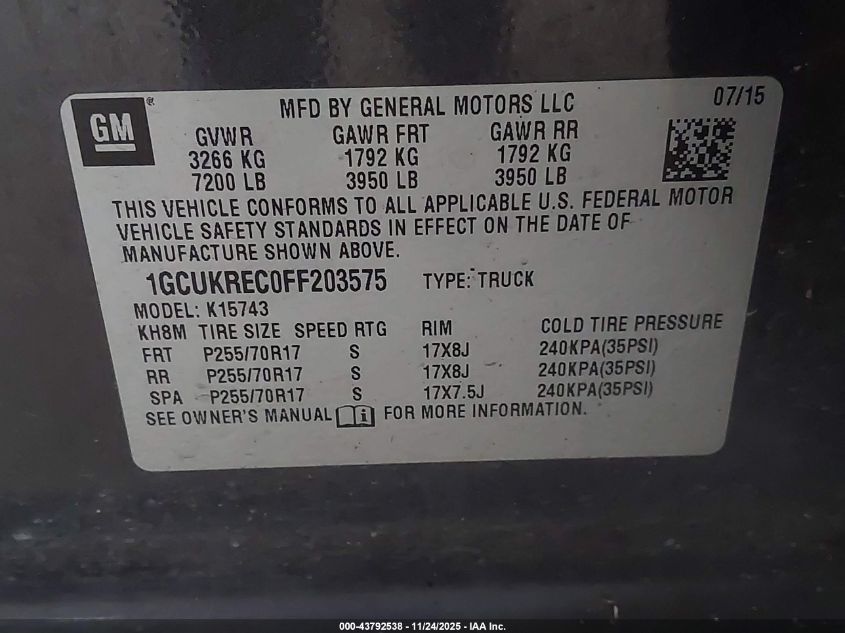 GM®
MFD BY GENERAL MOTORS LLC 07/15
GVWR GAWR FRT GAWR RR
3266 KG 1792 KG 1792 KG
7200 LB 3950 LB 3950 LB
THIS VEHICLE CONFORMS TO ALL APPLICABLE U.S. FEDERAL MOTOR
VEHICLE SAFETY STANDARDS IN EFFECT ON THE DATE OF
MANUFACTURE SHOWN ABOVE.
1GCUKREC0FF203575 TYPE: TRUCK
MODEL: K15743
KH8M TIRE SIZE SPEED RTG RIM COLD TIRE PRESSURE
FRT P255/70R17 S 17X8J 240KPA(35PSI)
RR P255/70R17 S 17X8J 240KPA(35PSI)
SPA P255/70R17 S 17X7.5J 240KPA(35PSI)
SEE OWNER'S MANUAL i FOR MORE INFORMATION.
000-43792538 - 11/24/2025 - IAA Inc.